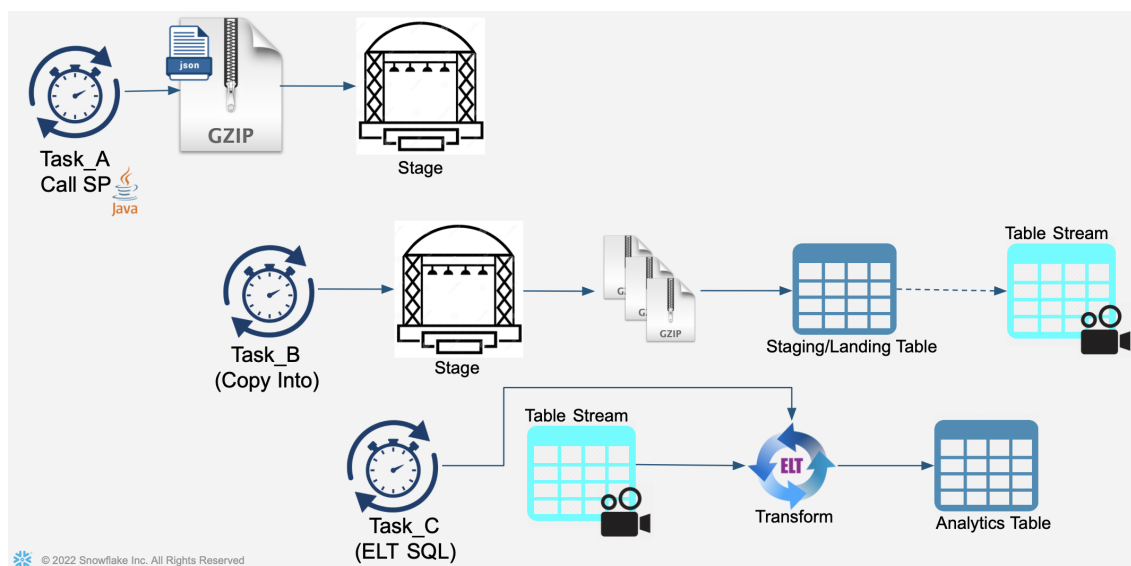 json
GZIP
Task_A
Call SP
Java
Stage
Task_B
(Copy Into)
Stage
GZIP
Staging/Landing Table
Table Stream
Task_C
(ELT SQL)
Table Stream
ELT
Transform
Analytics Table
© 2022 Snowflake Inc. All Rights Reserved